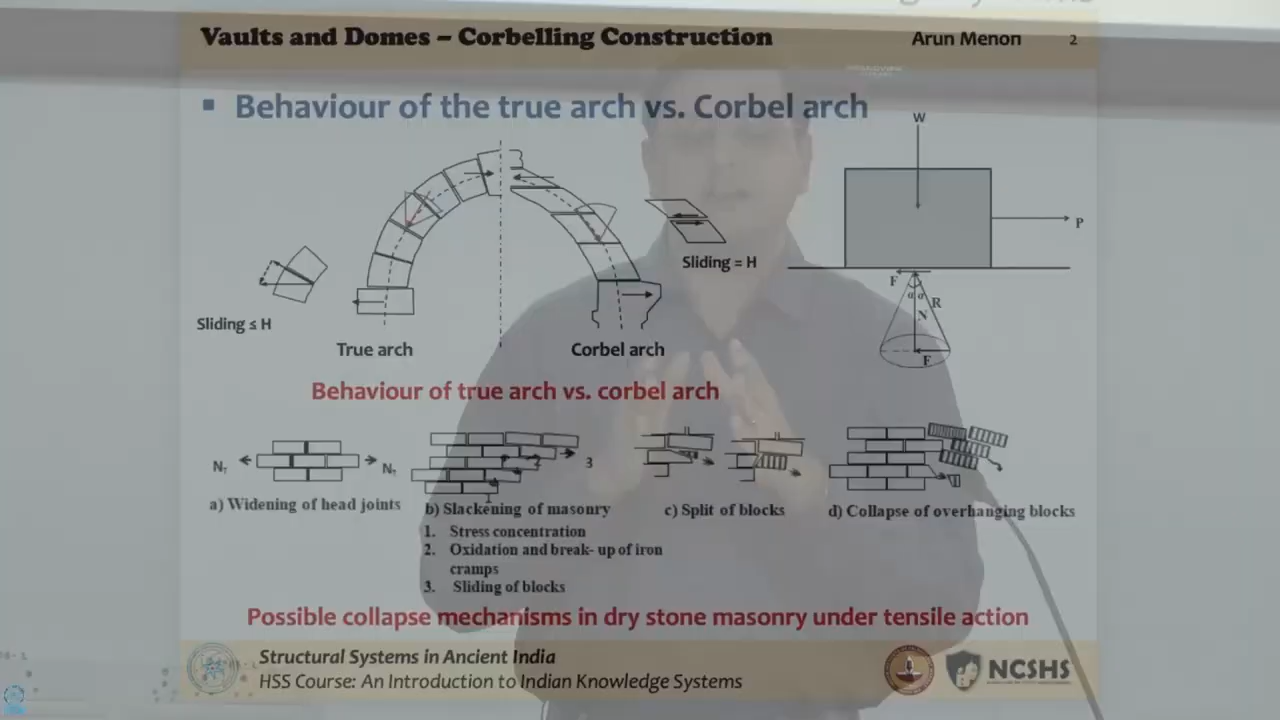 Vaults and Domes – Corbelling Construction
Arun Menon
2
▪ Behaviour of the true arch vs. Corbel arch
W
P
F
α α
R
N
F
Sliding = H
Sliding ≤ H
True arch
Corbel arch
Behaviour of true arch vs. corbel arch
N_T
N_T
1
2
3
a) Widening of head joints
b) Slackening of masonry
c) Split of blocks
d) Collapse of overhanging blocks
1. Stress concentration
2. Oxidation and break- up of iron
cramps
3. Sliding of blocks
Possible collapse mechanisms in dry stone masonry under tensile action
Structural Systems in Ancient India
HSS Course: An Introduction to Indian Knowledge Systems
NCSHS